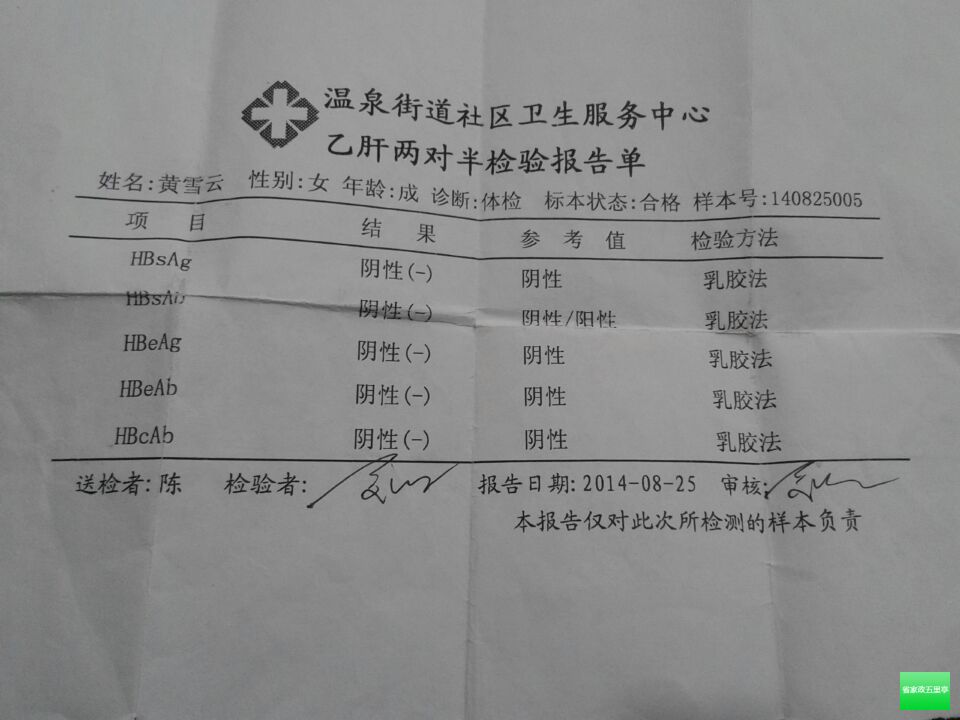 温泉街道社区卫生服务中心
乙肝两对半检验报告单
姓名:黄雪云 性别:女 年龄:成 诊断:体检 标本状态:合格 样本号:140825005
项 目 结 果 参 考 值 检验方法
HBsAg 阴性(-) 阴性 乳胶法
HBsAb 阴性(-) 阴性/阳性 乳胶法
HBeAg 阴性(-) 阴性 乳胶法
HBeAb 阴性(-) 阴性 乳胶法
HBcAb 阴性(-) 阴性 乳胶法
送检者:陈 检验者: 报告日期:2014-08-25 审核:
本报告仅对此次所检测的样本负责
省家政五里亭